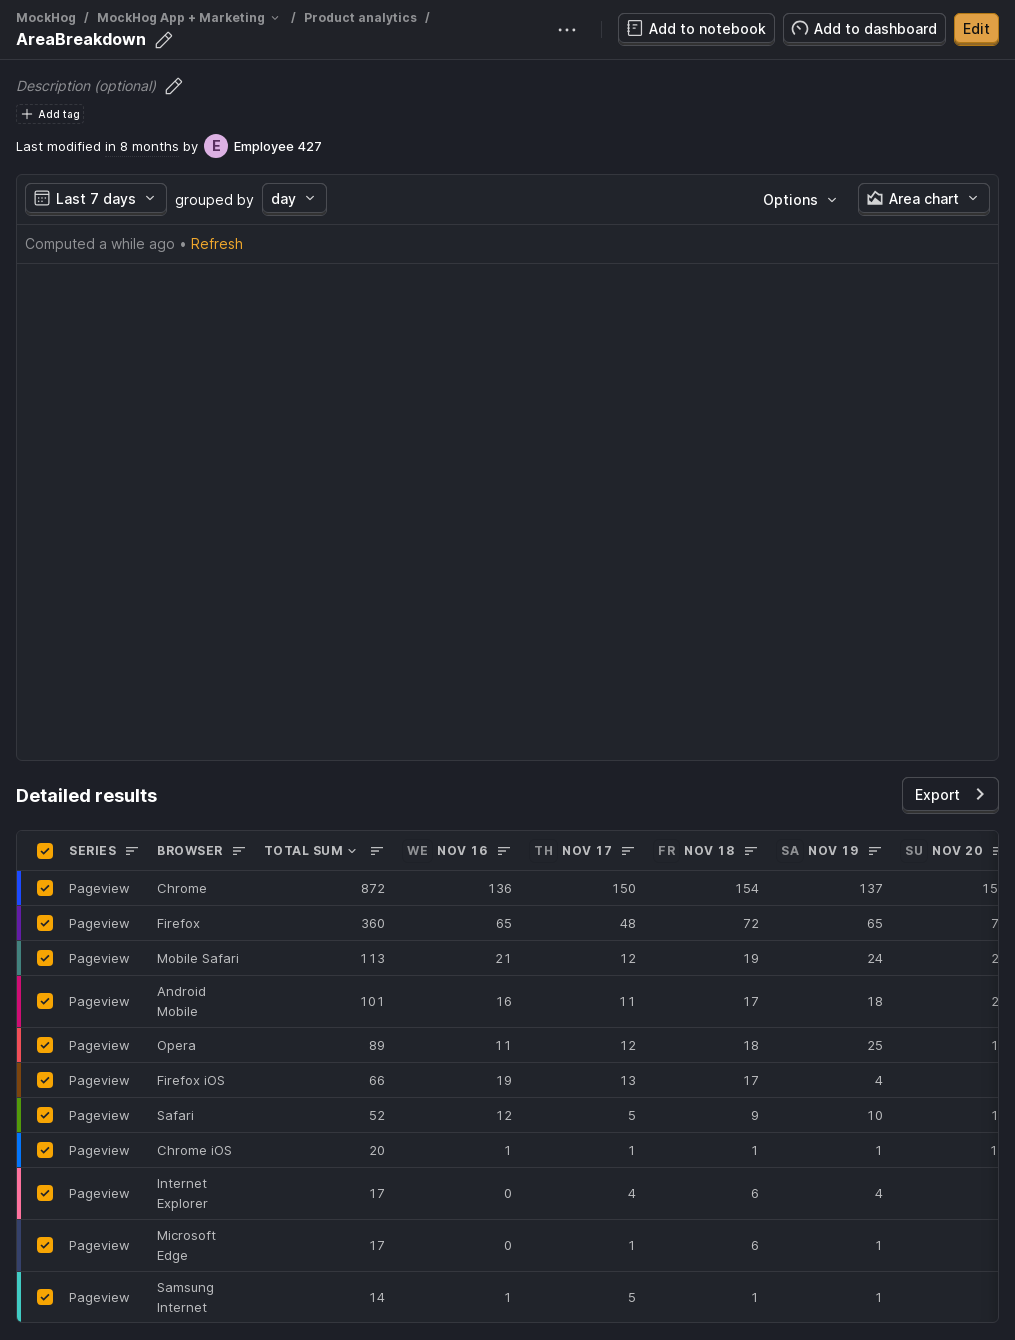 MockHog / MockHog App + Marketing / Product analytics /
AreaBreakdown
Add to notebook
Add to dashboard
Edit
Description (optional)
Add tag
Last modified in 8 months by E Employee 427
Last 7 days grouped by day
Options
Area chart
Computed a while ago • Refresh
Detailed results
Export
SERIES BROWSER TOTAL SUM WE NOV 16 TH NOV 17 FR NOV 18 SA NOV 19 SU NOV 20
Pageview Chrome 872 136 150 154 137
Pageview Firefox 360 65 48 72 65
Pageview Mobile Safari 113 21 12 19 24
Pageview Android Mobile 101 16 11 17 18
Pageview Opera 89 11 12 18 25
Pageview Firefox iOS 66 19 13 17 4
Pageview Safari 52 12 5 9 10
Pageview Chrome iOS 20 1 1 1 1
Pageview Internet Explorer 17 0 4 6 4
Pageview Microsoft Edge 17 0 1 6 1
Pageview Samsung Internet 14 1 5 1 1